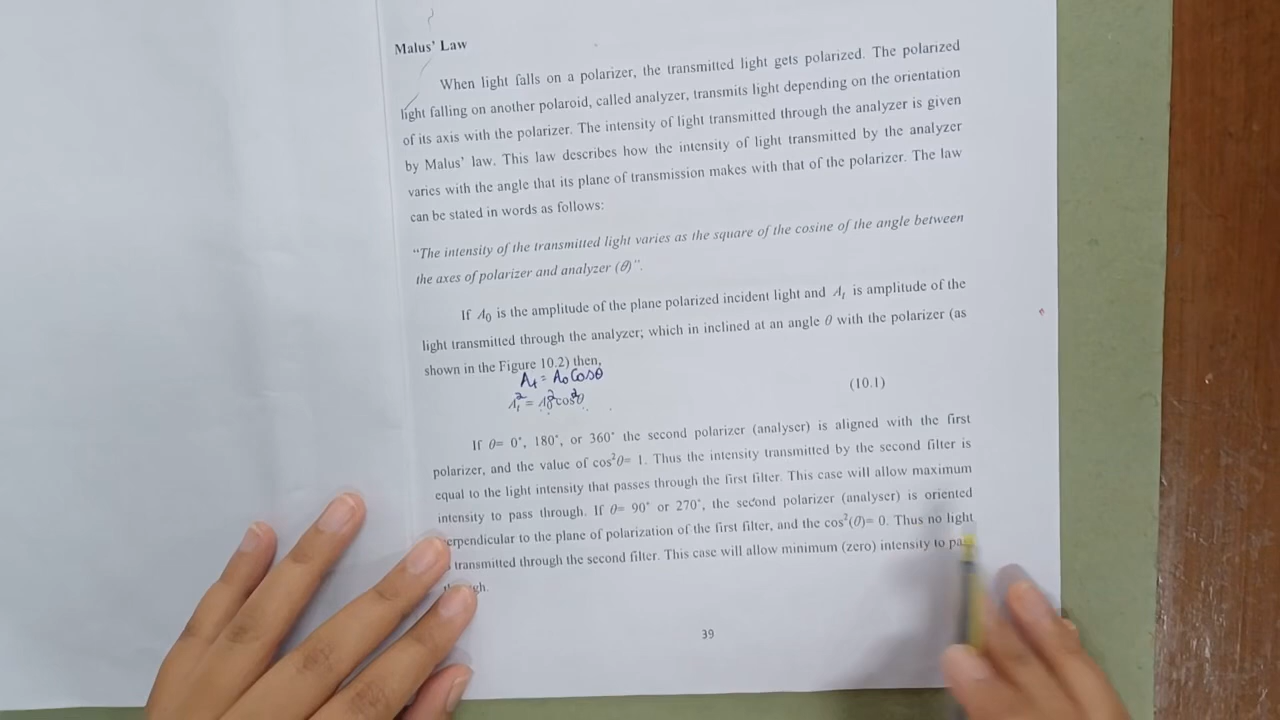 Malus' Law
When light falls on a polarizer, the transmitted light gets polarized. The polarized
light falling on another polaroid, called analyzer, transmits light depending on the orientation
of its axis with the polarizer. The intensity of light transmitted through the analyzer is given
by Malus' law. This law describes how the intensity of light transmitted by the analyzer
varies with the angle that its plane of transmission makes with that of the polarizer. The law
can be stated in words as follows:
"The intensity of the transmitted light varies as the square of the cosine of the angle between
the axes of polarizer and analyzer (θ)".
If A₀ is the amplitude of the plane polarized incident light and Aₜ is amplitude of the
light transmitted through the analyzer; which in inclined at an angle θ with the polarizer (as
shown in the Figure 10.2) then,
Aₜ = A₀ Cosθ
(10.1)
Aₜ² = A₀² cos²θ
If θ= 0°, 180°, or 360° the second polarizer (analyser) is aligned with the first
polarizer, and the value of cos²θ= 1. Thus the intensity transmitted by the second filter is
equal to the light intensity that passes through the first filter. This case will allow maximum
intensity to pass through. If θ= 90° or 270°, the second polarizer (analyser) is oriented
erpendicular to the plane of polarization of the first filter, and the cos²(θ)= 0. Thus no light
transmitted through the second filter. This case will allow minimum (zero) intensity to pa
gh.
39